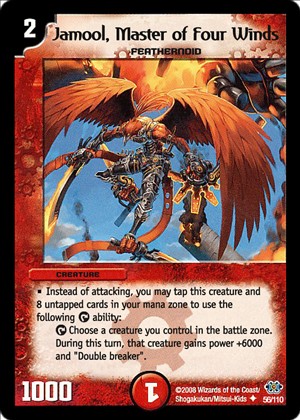 2
Jamool, Master of Four Winds
FEATHERNOID
CREATURE
▪ Instead of attacking, you may tap this creature and
8 untapped cards in your mana zone to use the
following ability:
Choose a creature you control in the battle zone.
During this turn, that creature gains power +6000
and "Double breaker".
1000
1
©2008 Wizards of the Coast/
Shogakukan/Mitsui-Kids ✦ 56/110